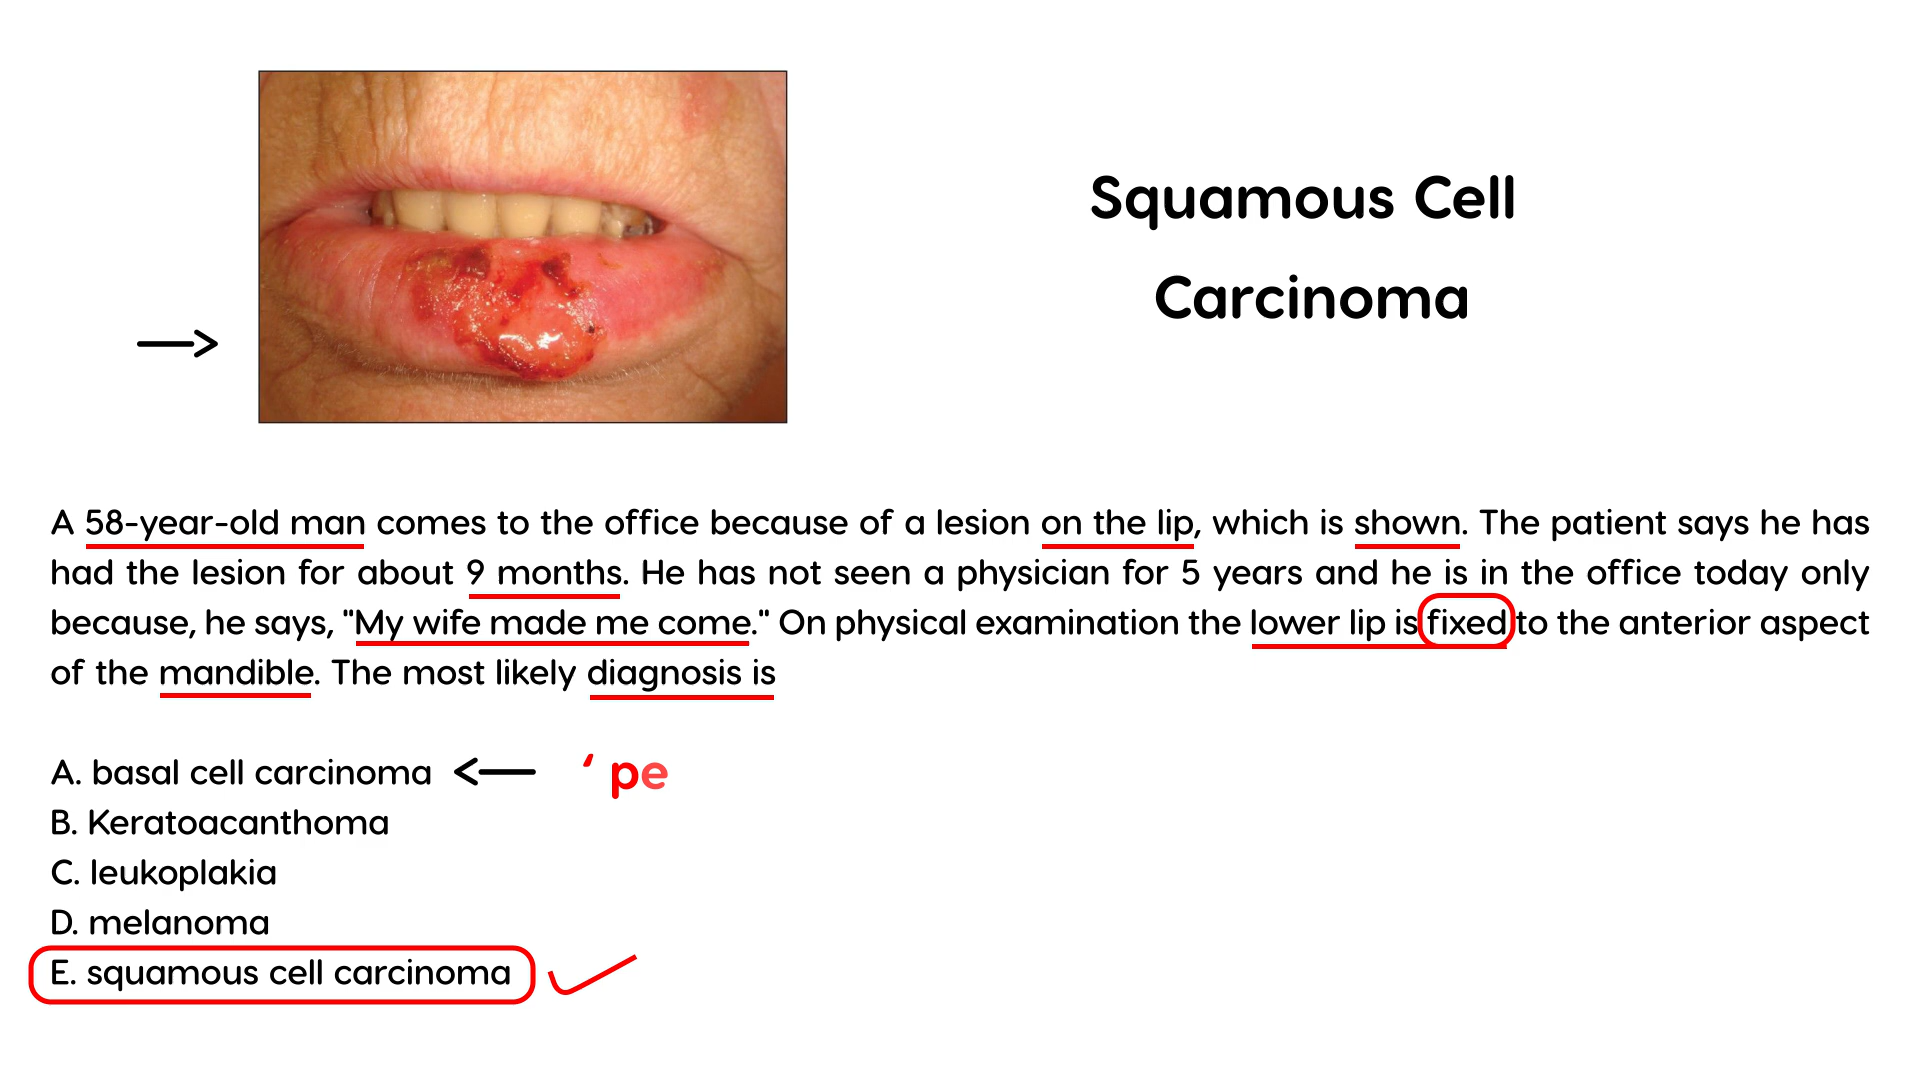 Squamous Cell
Carcinoma
A 58-year-old man comes to the office because of a lesion on the lip, which is shown. The patient says he has
had the lesion for about 9 months. He has not seen a physician for 5 years and he is in the office today only
because, he says, "My wife made me come." On physical examination the lower lip is fixed to the anterior aspect
of the mandible. The most likely diagnosis is
A. basal cell carcinoma ‘ pe
B. Keratoacanthoma
C. leukoplakia
D. melanoma
E. squamous cell carcinoma